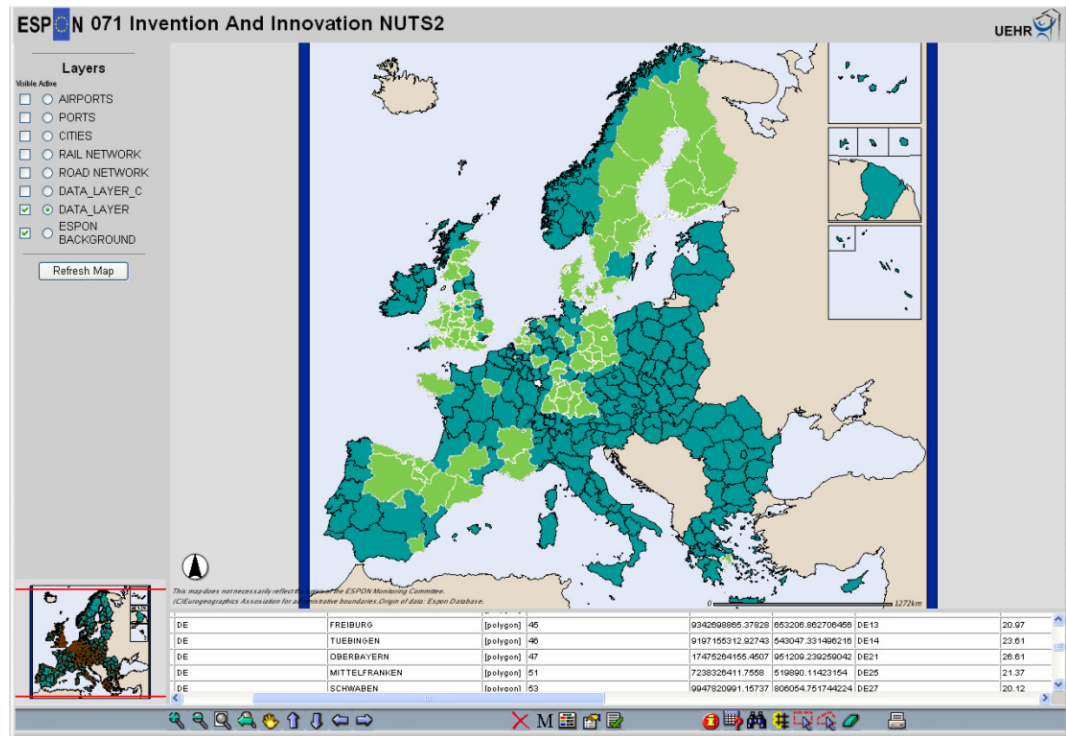 ESPON 071 Invention And Innovation NUTS2
UEHR
Layers
Visible Active
AIRPORTS
PORTS
CITIES
RAIL NETWORK
ROAD NETWORK
DATA_LAYER_C
DATA_LAYER
ESPON BACKGROUND
Refresh Map
This map does not necessarily reflect the opinion of the ESPON Monitoring Committee.
(C)Eurogeographics Association for administrative boundaries.Origin of data: Espon Database.
0 1272km
DE FREIBURG [polygon] 45 9342698865.37828 653206.862706456 DE13 20.97
DE TUEBINGEN [polygon] 46 9197155312.92743 543047.331496216 DE14 23.61
DE OBERBAYERN [polygon] 47 17475264155.4507 951209.239259042 DE21 26.61
DE MITTELFRANKEN [polygon] 51 7238326411.7558 519890.11423154 DE25 21.37
DE SCHWABEN [polygon] 53 9947820991.15737 806054.751744224 DE27 20.12
M